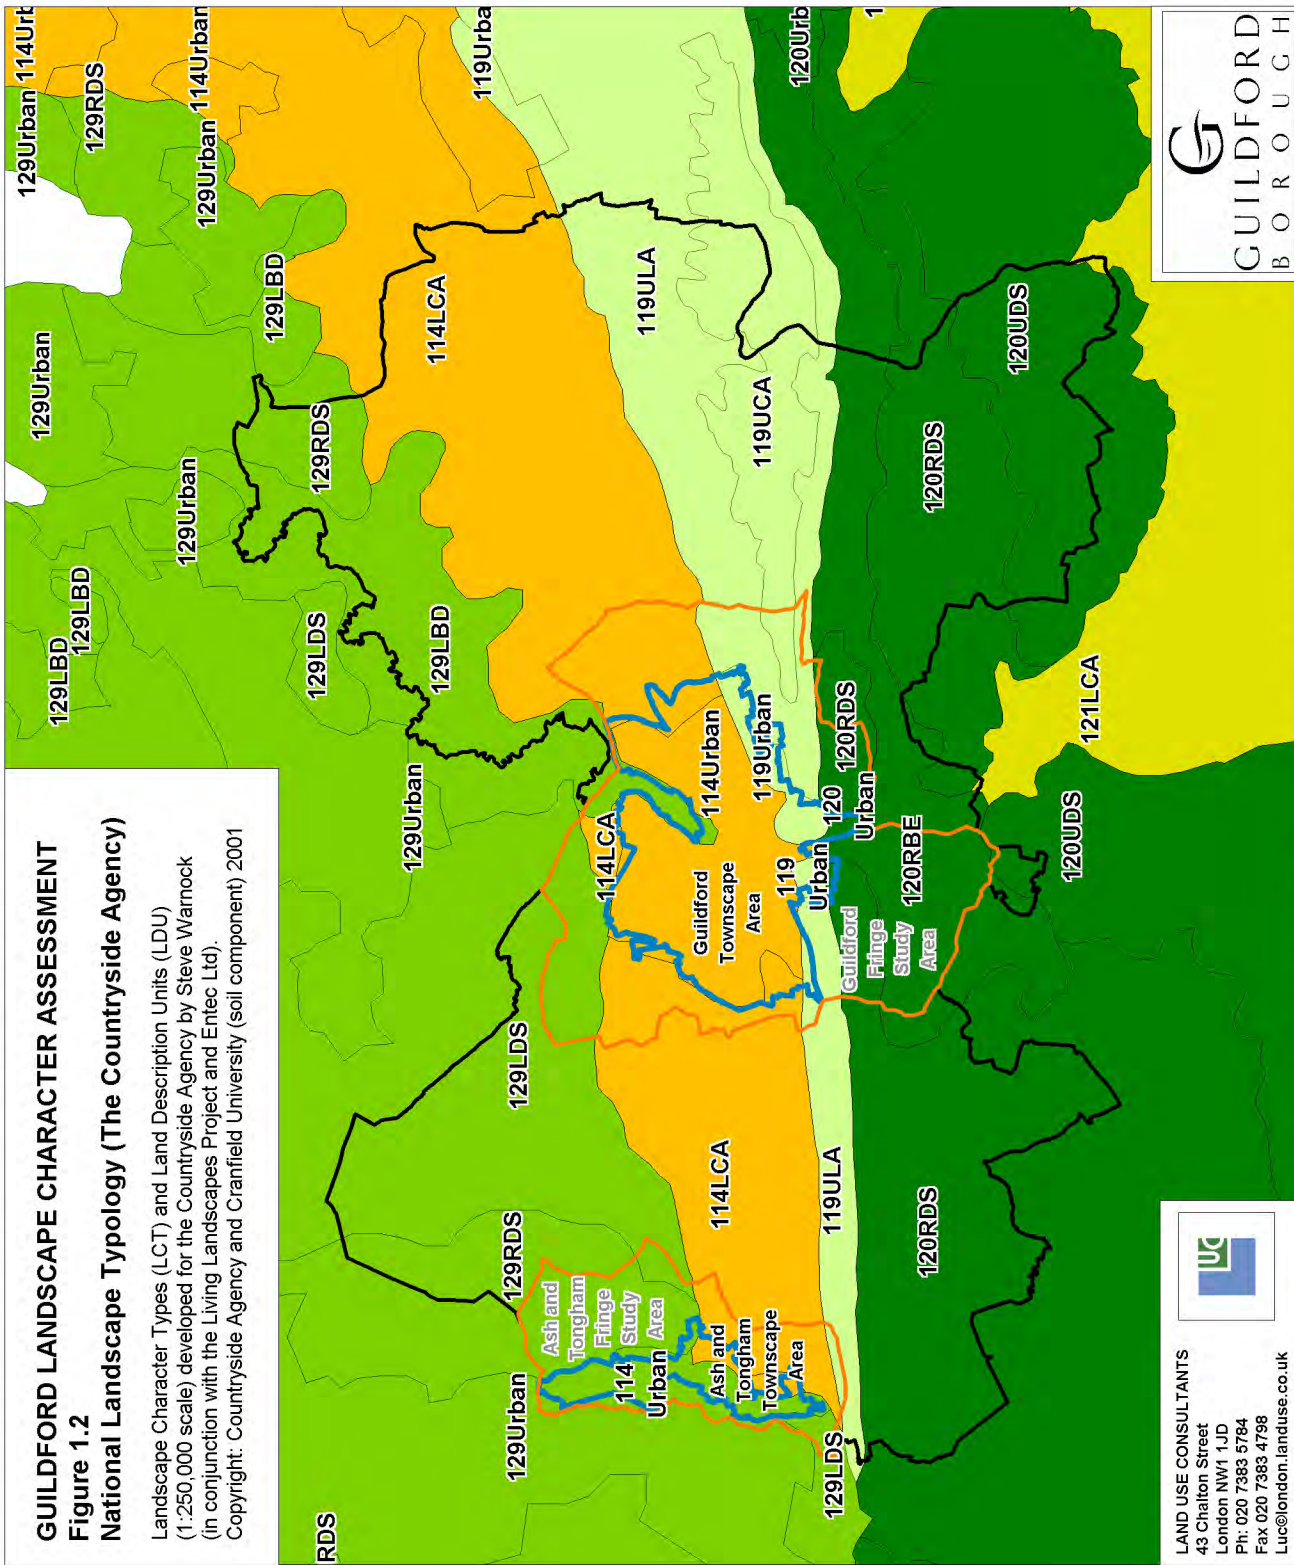 GUILDFORD LANDSCAPE CHARACTER ASSESSMENT
Figure 1.2
National Landscape Typology (The Countryside Agency)
Landscape Character Types (LCT) and Land Description Units (LDU)
(1:250,000 scale) developed for the Countryside Agency by Steve Warnock
(in conjunction with the Living Landscapes Project and Entec Ltd).
Copyright: Countryside Agency and Cranfield University (soil component) 2001
129LBD
129LBD
129Urban
129Urban
129Urban
114Urb
129RDS
129Urban
114Urban
129LBD
129LDS
129RDS
129LBD
129Urban
114LCA
119Urba
RDS
129Urban
129RDS
129LDS
114LCA
Ash and
Tongham
Fringe
Study
Area
114
Urban
Ash and
Tongham
Townscape
Area
129LDS
114LCA
119ULA
Guildford
Townscape
Area
114Urban
119Urban
119
Urban
119ULA
119UCA
120Urb
1
120
Urban
120RDS
120RBE
Guildford
Fringe
Study
Area
120RDS
120RDS
120UDS
120UDS
121LCA
LAND USE CONSULTANTS
43 Chalton Street
London NW1 1JD
Ph: 020 7383 5784
Fax 020 7383 4798
Luc@london.landuse.co.uk
UC
G
GUILDFORD
BOROUGH